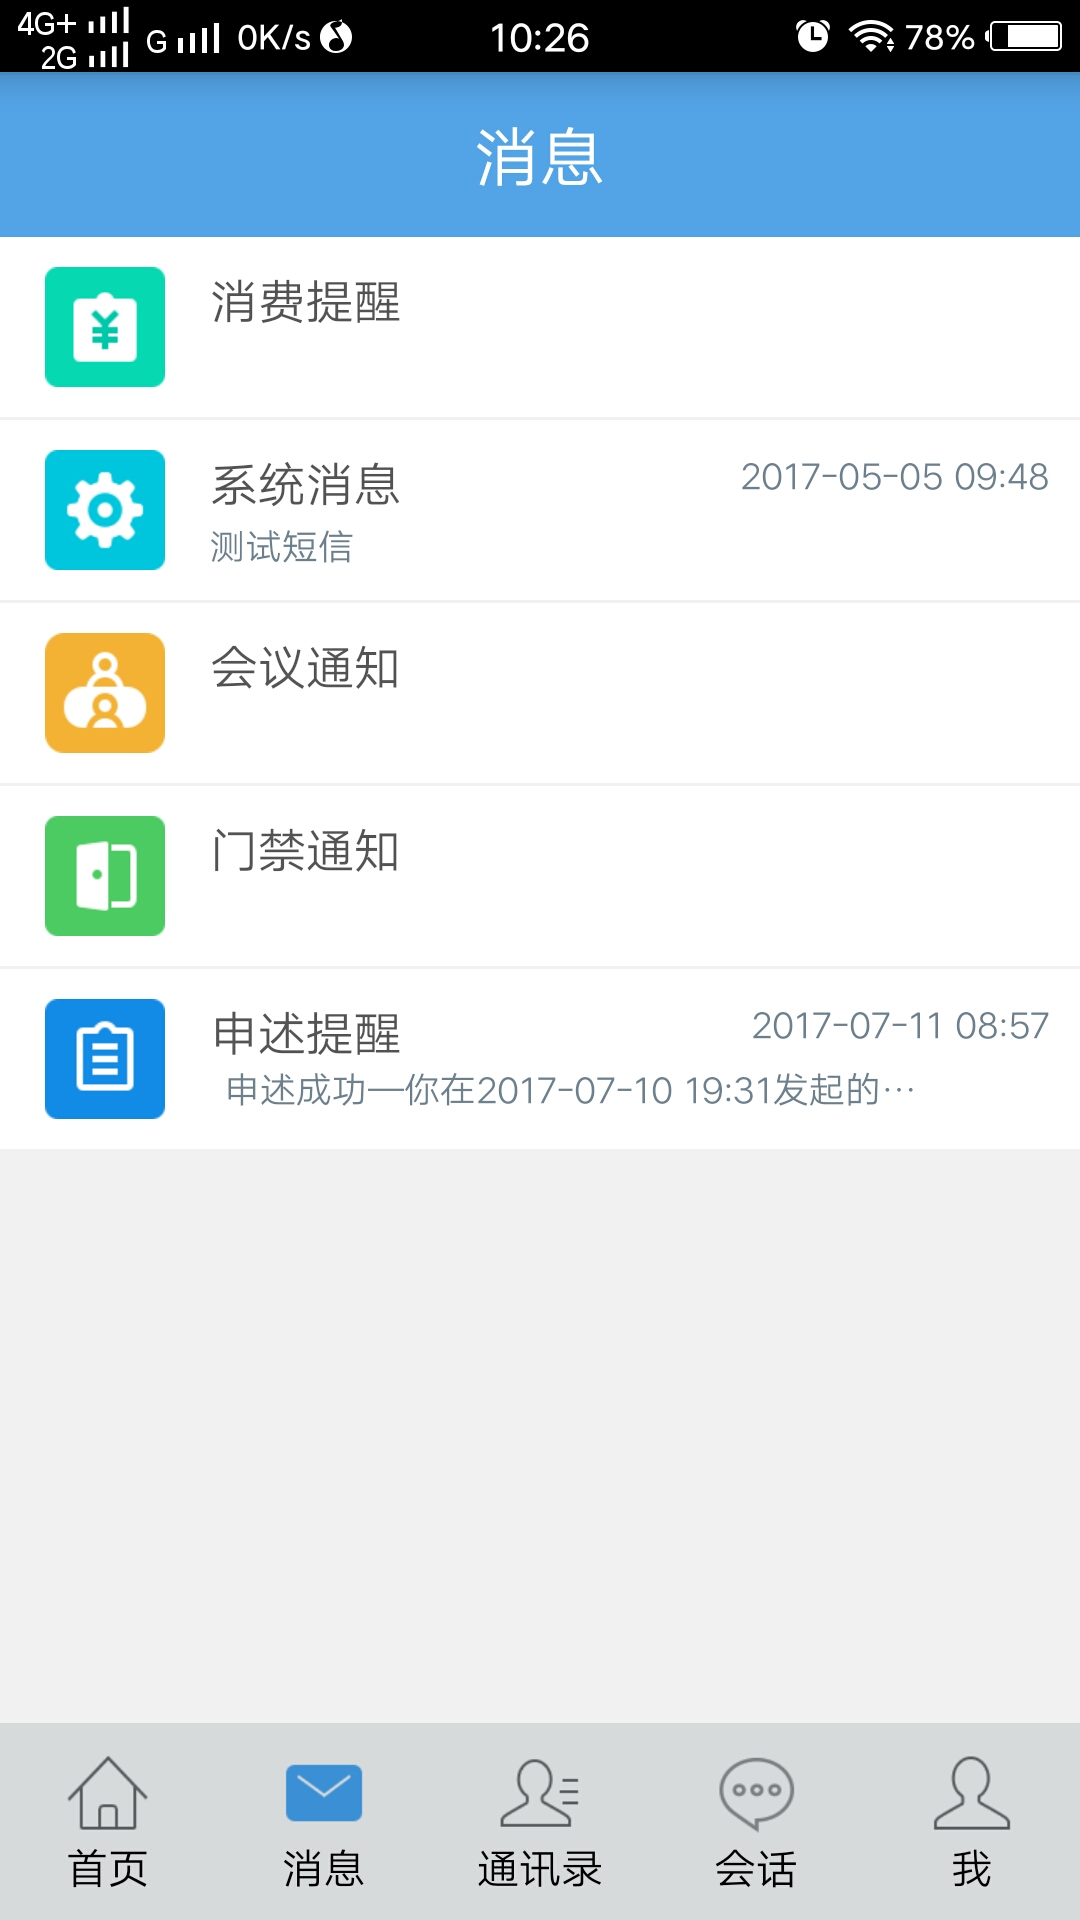 4G+ 2G G 0K/s 10:26 78%
消息
消费提醒
系统消息 2017-05-05 09:48
测试短信
会议通知
门禁通知
申述提醒 2017-07-11 08:57
申述成功—你在2017-07-10 19:31发起的…
首页 消息 通讯录 会话 我